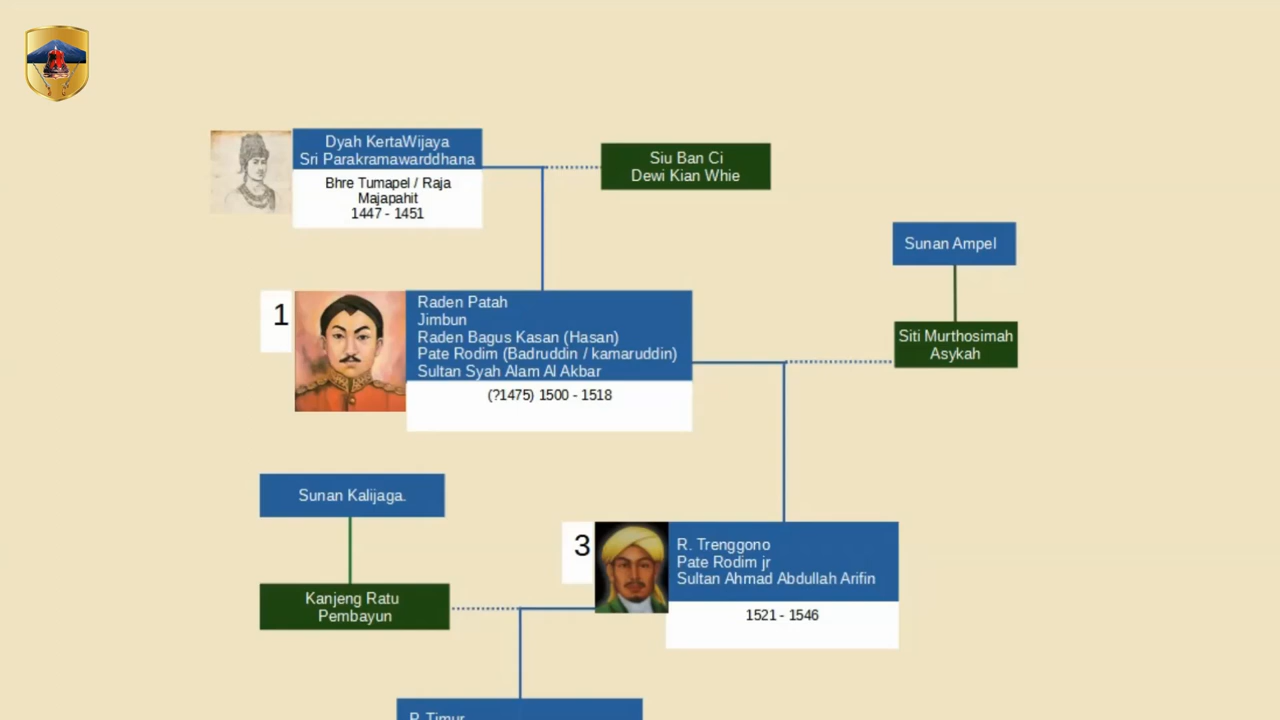 Dyah KertaWijaya
Sri Parakramawarddhana
Bhre Tumapel / Raja
Majapahit
1447 - 1451
Siu Ban Ci
Dewi Kian Whie
Sunan Ampel
Siti Murthosimah
Asykah
1
Raden Patah
Jimbun
Raden Bagus Kasan (Hasan)
Pate Rodim (Badruddin / kamaruddin)
Sultan Syah Alam Al Akbar
(?1475) 1500 - 1518
Sunan Kalijaga.
Kanjeng Ratu
Pembayun
3
R. Trenggono
Pate Rodim jr
Sultan Ahmad Abdullah Arifin
1521 - 1546
P. Timur